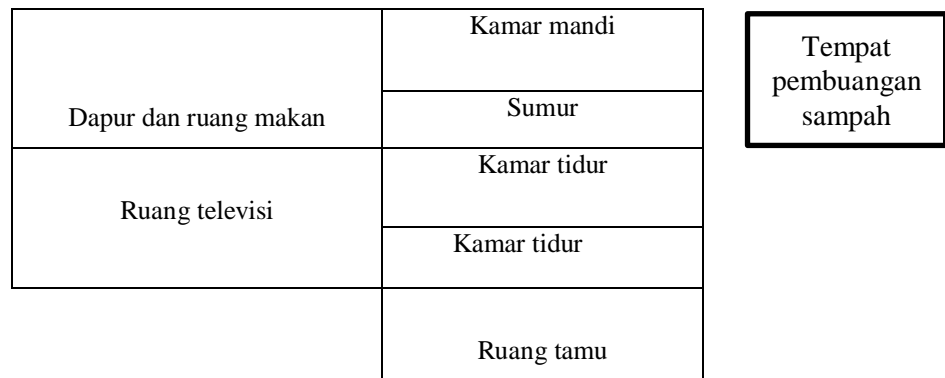 Kamar mandi
Tempat
pembuangan
sampah
Dapur dan ruang makan
Sumur
Kamar tidur
Ruang televisi
Kamar tidur
Ruang tamu